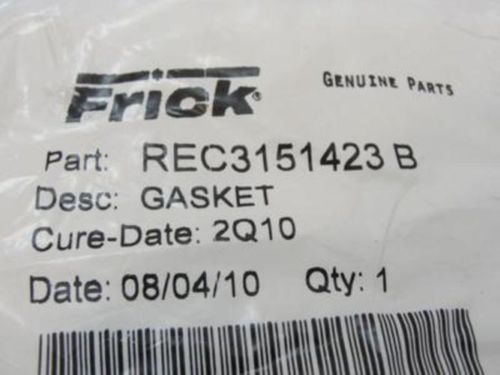 Frick® GENUINE PARTS
Part: REC3151423 B
Desc: GASKET
Cure-Date: 2Q10
Date: 08/04/10 Qty: 1